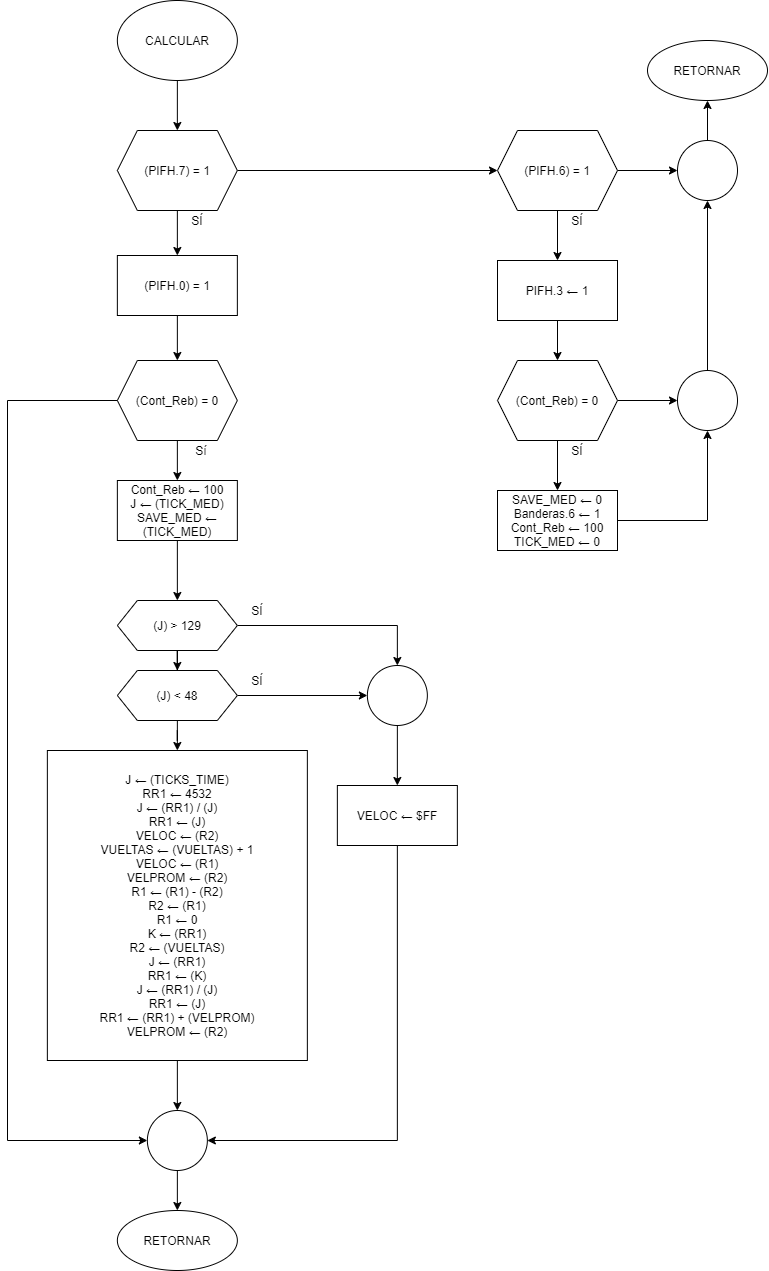 CALCULAR
RETORNAR
(PIFH.7) = 1
(PIFH.6) = 1
SÍ
SÍ
(PIFH.0) = 1
PIFH.3 ← 1
(Cont_Reb) = 0
(Cont_Reb) = 0
Sí
SÍ
Cont_Reb ← 100
J ← (TICK_MED)
SAVE_MED ←
(TICK_MED)
SAVE_MED ← 0
Banderas.6 ← 1
Cont_Reb ← 100
TICK_MED ← 0
SÍ
(J) > 129
SÍ
(J) < 48
J ← (TICKS_TIME)
RR1 ← 4532
J ← (RR1) / (J)
RR1 ← (J)
VELOC ← (R2)
VUELTAS ← (VUELTAS) + 1
VELOC ← (R1)
VELPROM ← (R2)
R1 ← (R1) - (R2)
R2 ← (R1)
R1 ← 0
K ← (RR1)
R2 ← (VUELTAS)
J ← (RR1)
RR1 ← (K)
J ← (RR1) / (J)
RR1 ← (J)
RR1 ← (RR1) + (VELPROM)
VELPROM ← (R2)
VELOC ← $FF
RETORNAR